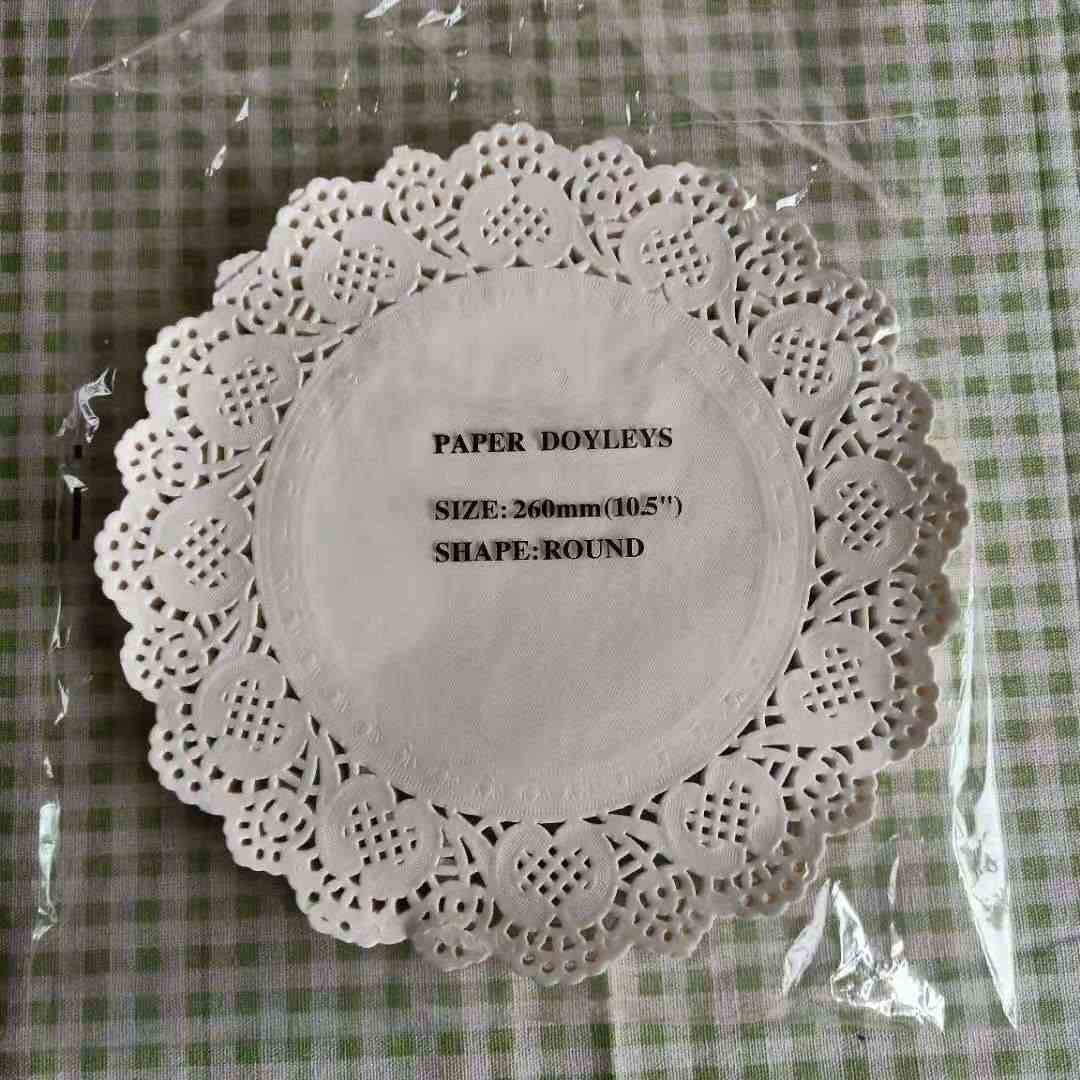 PAPER DOYLEYS
SIZE: 260mm(10.5")
SHAPE:ROUND